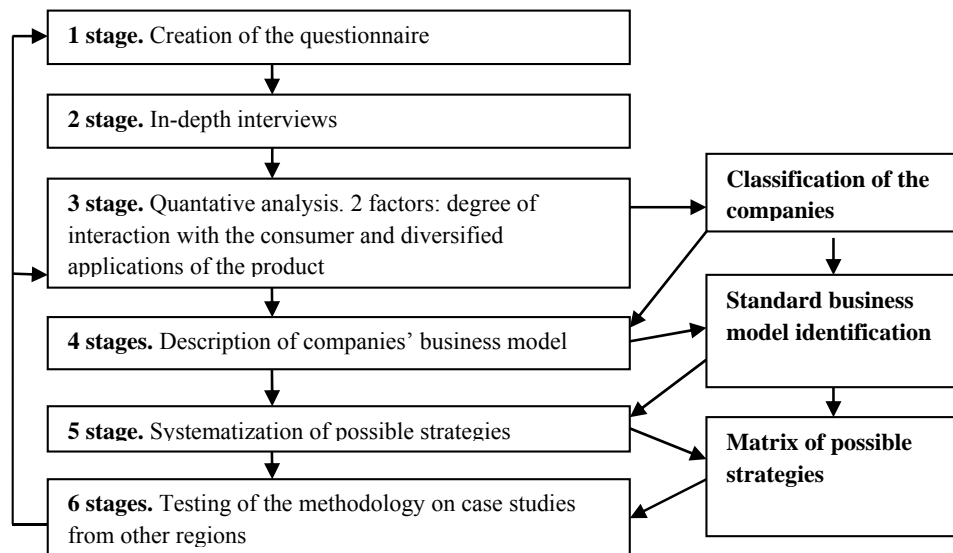 1 stage. Creation of the questionnaire
2 stage. In-depth interviews
3 stage. Quantative analysis. 2 factors: degree of
interaction with the consumer and diversified
applications of the product
4 stages. Description of companies’ business model
5 stage. Systematization of possible strategies
6 stages. Testing of the methodology on case studies
from other regions
Classification of the
companies
Standard business
model identification
Matrix of possible
strategies